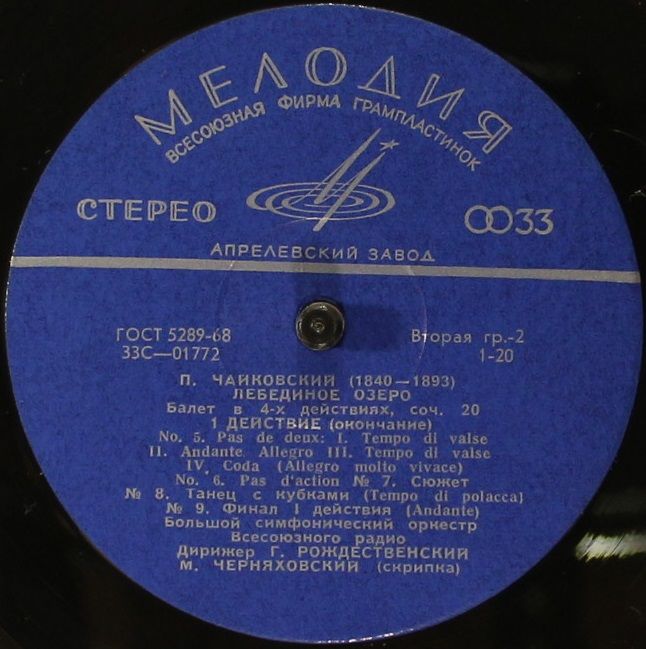 МЕЛОДИЯ
ВСЕСОЮЗНАЯ ФИРМА ГРАМПЛАСТИНОК
СТЕРЕО
33
АПРЕЛЕВСКИЙ ЗАВОД
ГОСТ 5289-68
Вторая гр.-2
33С—01772
1-20
П. ЧАЙКОВСКИЙ (1840—1893)
ЛЕБЕДИНОЕ ОЗЕРО
Балет в 4-х действиях, соч. 20
1 ДЕЙСТВИЕ (окончание)
No. 5. Pas de deux: I. Tempo di valse
II. Andante. Allegro III. Tempo di valse
IV. Coda (Allegro molto vivace)
No. 6. Pas d'action № 7. Сюжет
№ 8. Танец с кубками (Tempo di polacca)
№ 9. Финал I действия (Andante)
Большой симфонический оркестр
Всесоюзного радио
Дирижер Г. РОЖДЕСТВЕНСКИЙ
М. ЧЕРНЯХОВСКИЙ (скрипка)